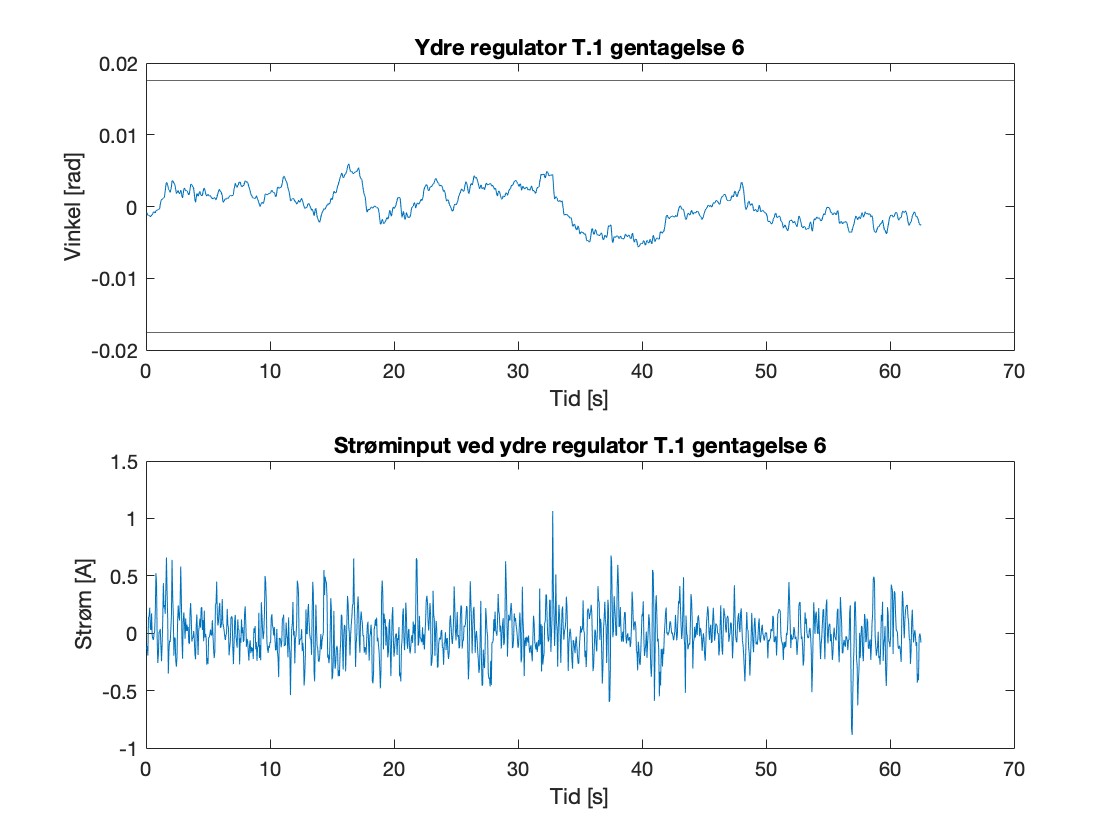 Ydre regulator T.1 gentagelse 6
0.02
0.01
0
-0.01
-0.02
Vinkel [rad]
0 10 20 30 40 50 60 70
Tid [s]
Strøminput ved ydre regulator T.1 gentagelse 6
1.5
1
0.5
0
-0.5
-1
Strøm [A]
0 10 20 30 40 50 60 70
Tid [s]